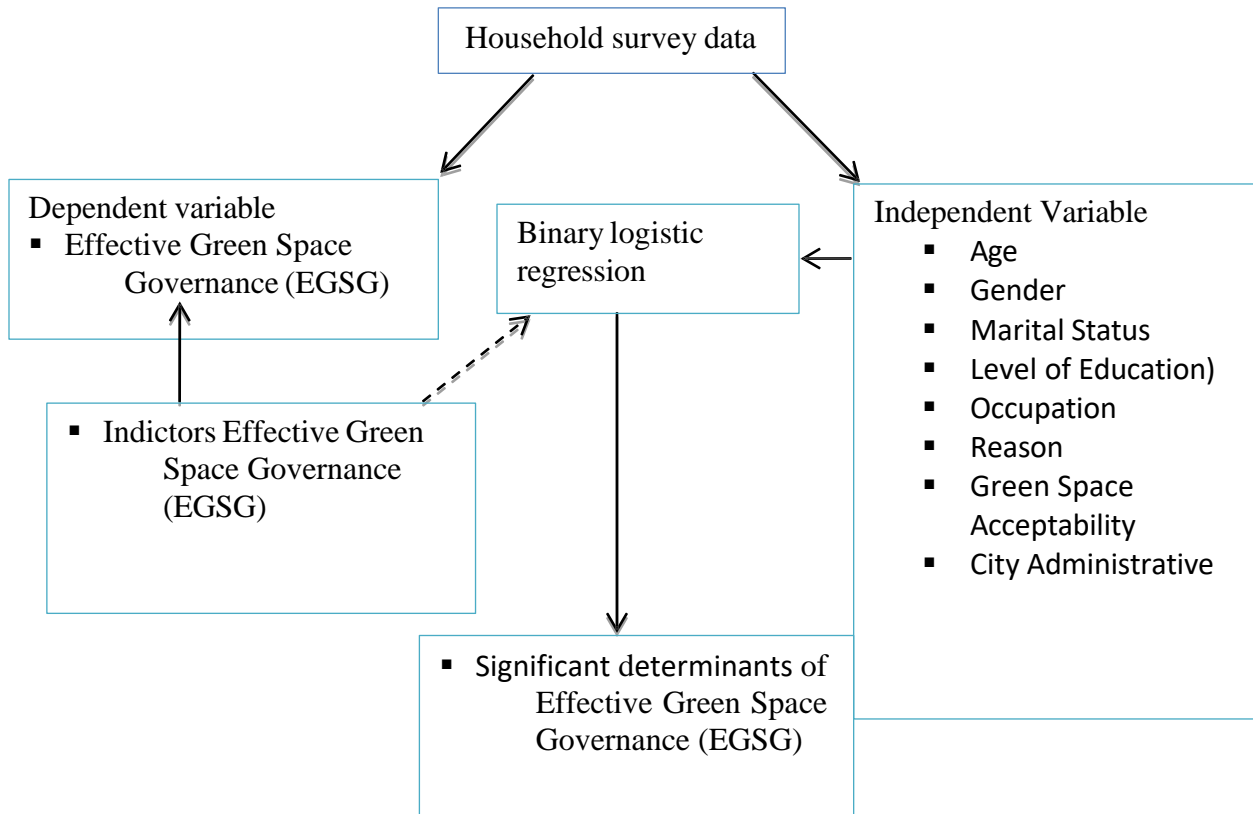 Household survey data
Dependent variable
▪ Effective Green Space
Governance (EGSG)
Binary logistic
regression
Independent Variable
▪ Age
▪ Gender
▪ Marital Status
▪ Level of Education)
▪ Occupation
▪ Reason
▪ Green Space
Acceptability
▪ City Administrative
▪ Indictors Effective Green
Space Governance
(EGSG)
▪ Significant determinants of
Effective Green Space
Governance (EGSG)